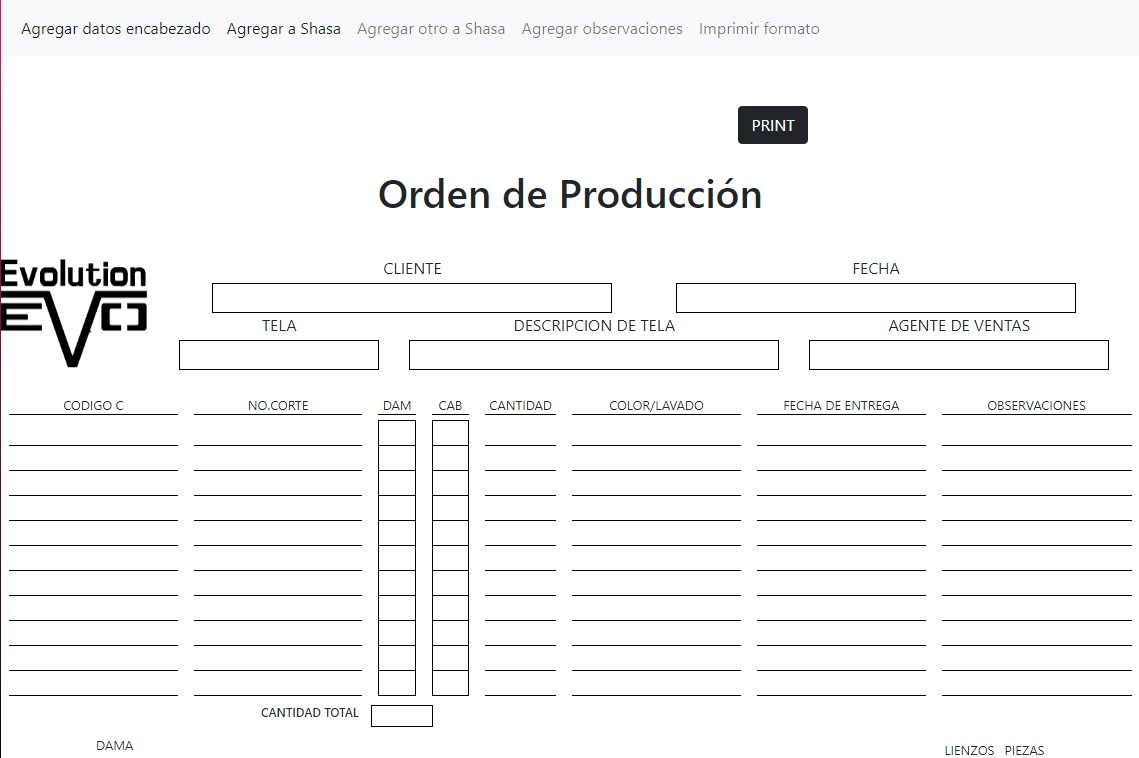 Agregar datos encabezado Agregar a Shasa Agregar otro a Shasa Agregar observaciones Imprimir formato
PRINT
Orden de Producción
Evolution
EVO
CLIENTE FECHA
TELA DESCRIPCION DE TELA AGENTE DE VENTAS
CODIGO C NO.CORTE DAM CAB CANTIDAD COLOR/LAVADO FECHA DE ENTREGA OBSERVACIONES
CANTIDAD TOTAL
DAMA
LIENZOS PIEZAS